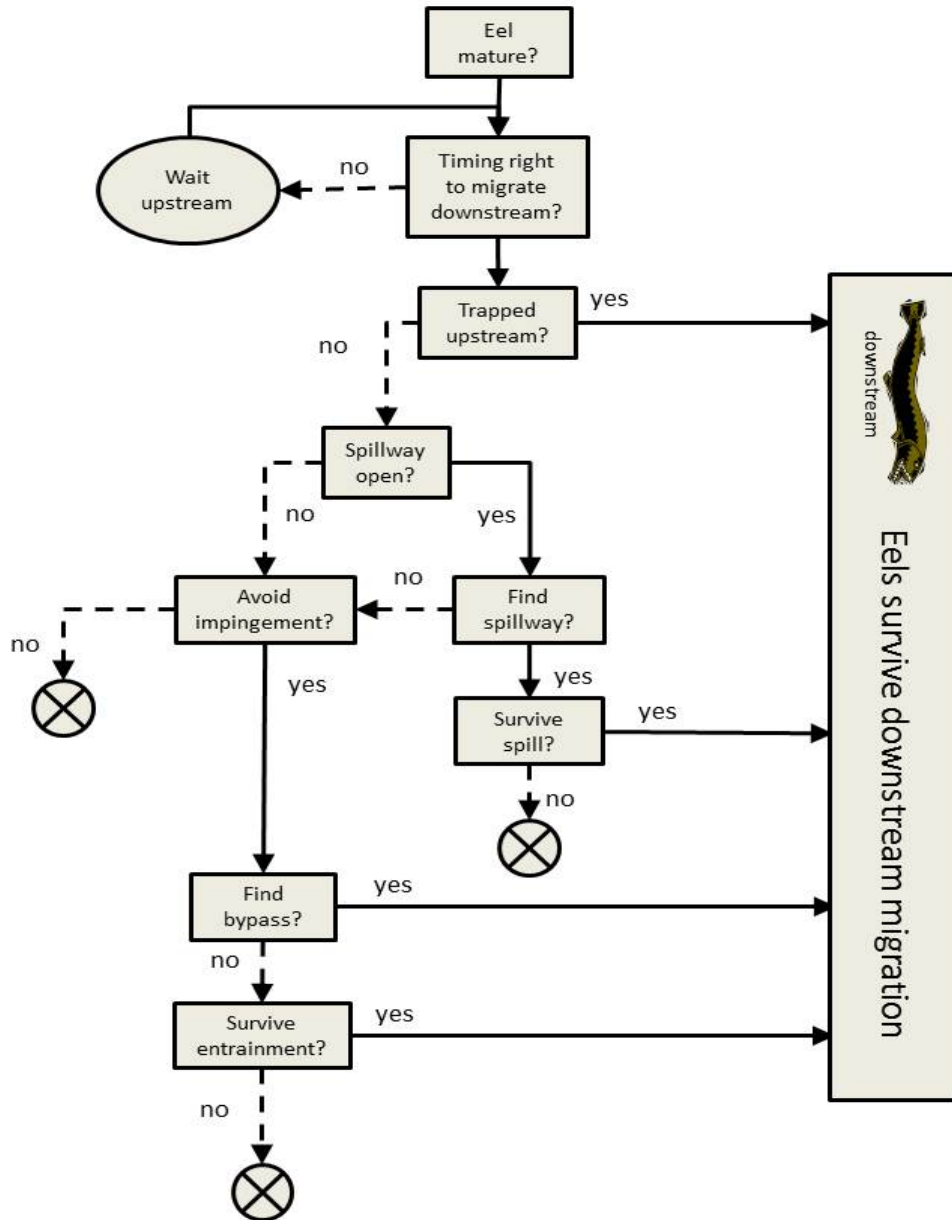 Eel
mature?
Wait
upstream
no
Timing right
to migrate
downstream?
Trapped
upstream?
yes
no
Spillway
open?
no
yes
Avoid
impingement?
no
Find
spillway?
no
yes
yes
Survive
spill?
yes
no
Find
bypass?
yes
no
Survive
entrainment?
yes
no
downstream
Eels survive downstream migration